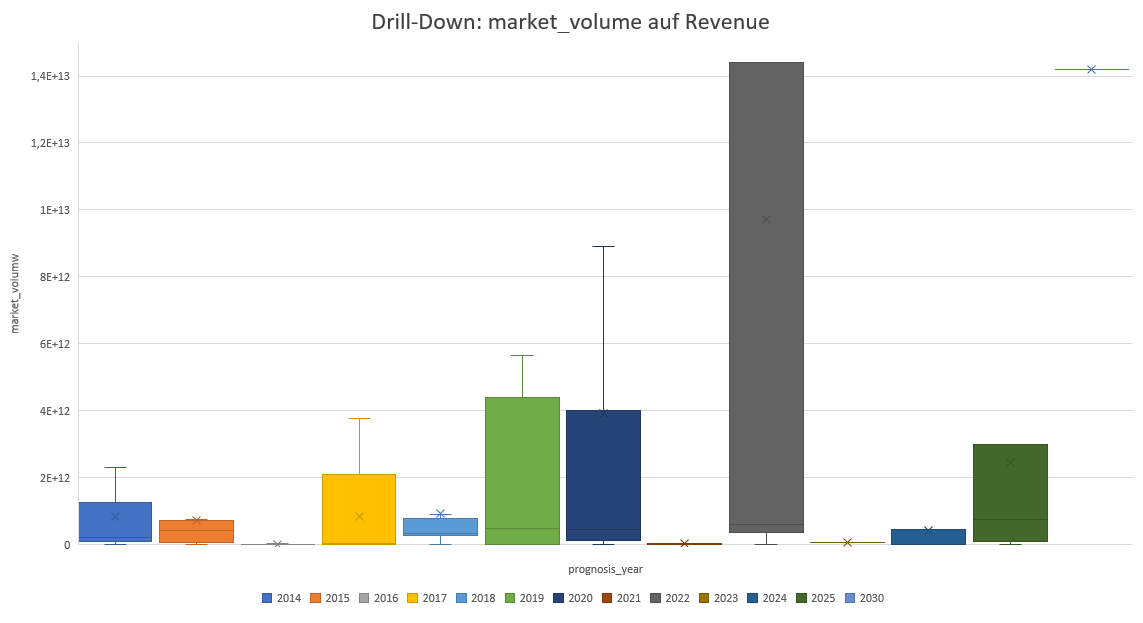 Drill-Down: market_volume auf Revenue
1,4E+13
1,2E+13
1E+13
8E+12
6E+12
4E+12
2E+12
0
market_volumw
prognosis_year
2014 2015 2016 2017 2018 2019 2020 2021 2022 2023 2024 2025 2030